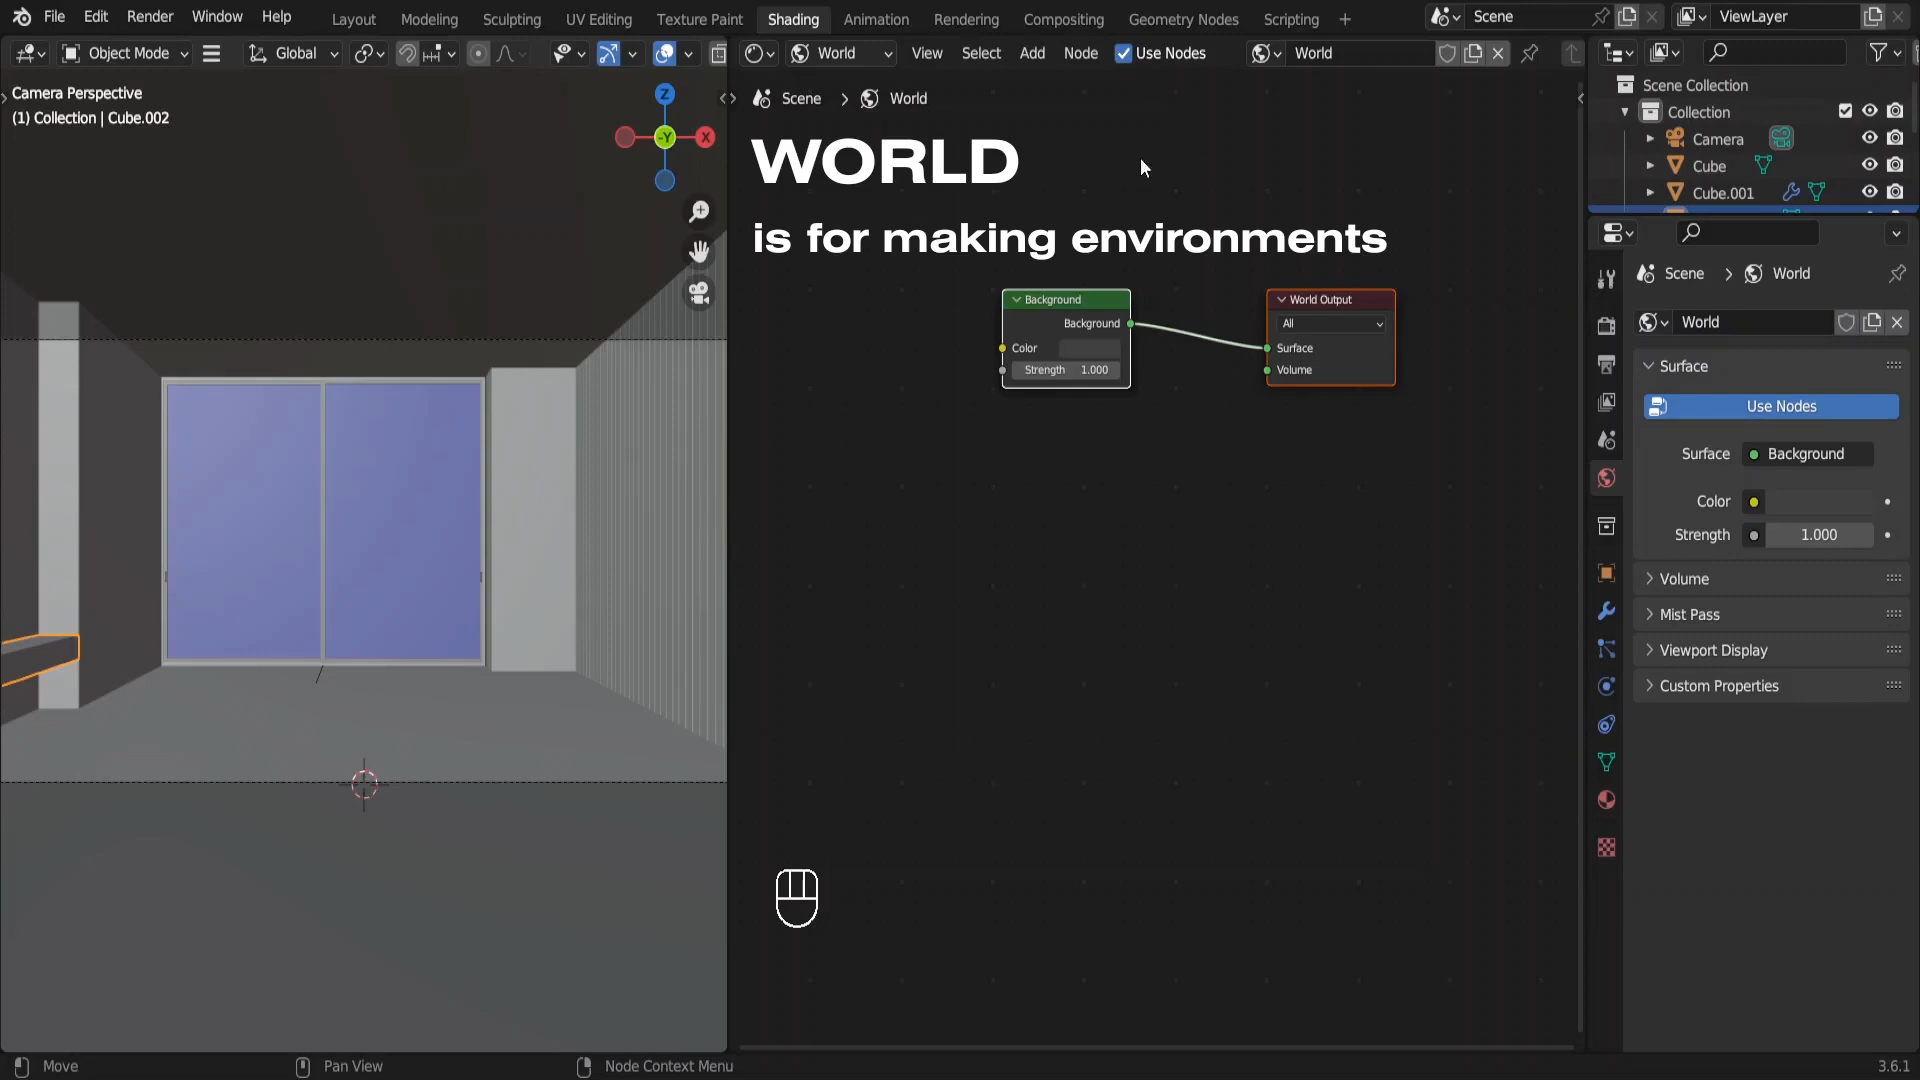 File Edit Render Window Help Layout Modeling Sculpting UV Editing Texture Paint Shading Animation Rendering Compositing Geometry Nodes Scripting + Scene ViewLayer
Object Mode Global World View Select Add Node Use Nodes World
Camera Perspective
(1) Collection | Cube.002
Z
-Y
X
Scene > World
WORLD
is for making environments
Background
Background
Color
Strength 1.000
World Output
All
Surface
Volume
Scene Collection
Collection
Camera
Cube
Cube.001
Scene > World
World
Surface
Use Nodes
Surface Background
Color
Strength 1.000
Volume
Mist Pass
Viewport Display
Custom Properties
Move Pan View Node Context Menu 3.6.1